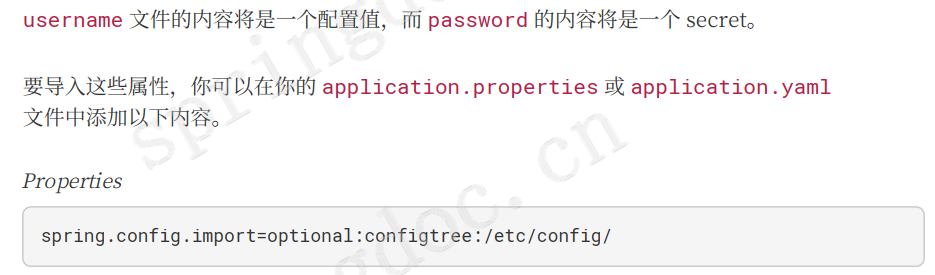 username 文件的内容将是一个配置值，而 password 的内容将是一个 secret。
要导入这些属性，你可以在你的 application.properties 或 application.yaml
文件中添加以下内容。
Properties
spring.config.import=optional:configtree:/etc/config/
springdoc.cn